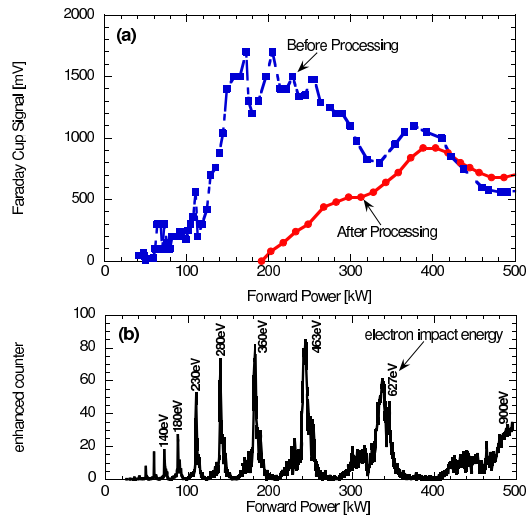 2000
(a)
Before Processing
1500
1000
500
After Processing
0
0 100 200 300 400 500
Faraday Cup Signal [mV]
Forward Power [kW]
100
(b)
80
60
40
20
0
electron impact energy
140eV
180eV
230eV
280eV
360eV
463eV
627eV
900eV
enhanced counter
0 100 200 300 400 500
Forward Power [kW]